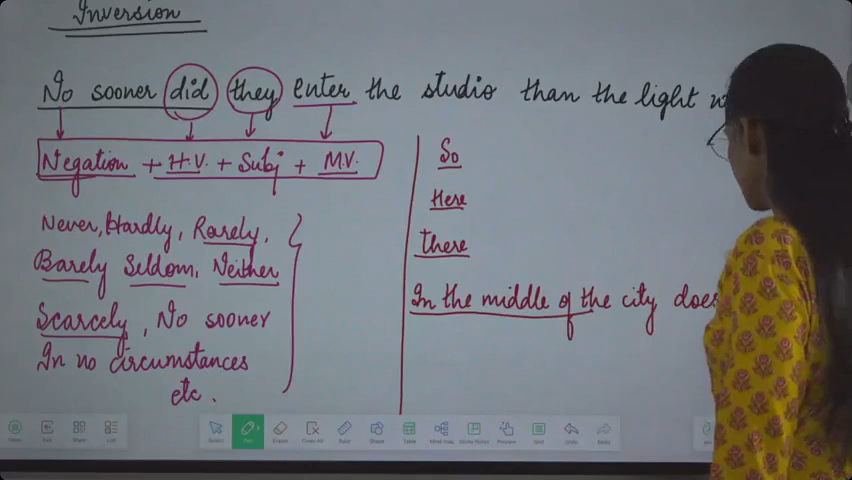 Inversion
No sooner did they enter the studio than the light
Negation + H.V. + Subj + M.V.
Never, Hardly, Rarely,
Barely Seldom, Neither
Scarcely, No sooner
In no circumstances
etc.
So
Here
there
In the middle of the city does